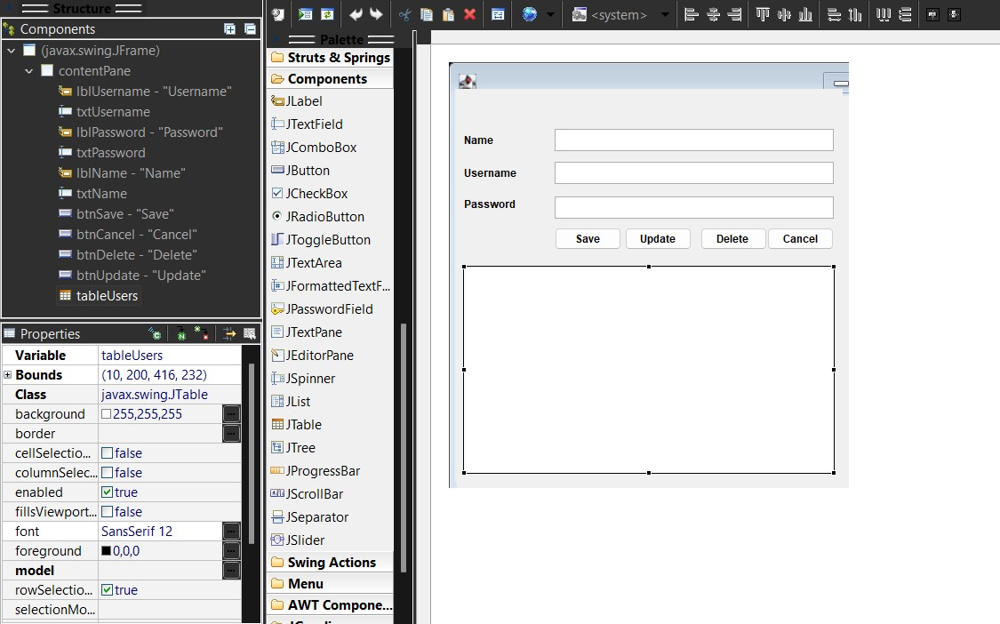 Structure
Components
(javax.swing.JFrame)
contentPane
lblUsername - "Username"
txtUsername
lblPassword - "Password"
txtPassword
lblName - "Name"
txtName
btnSave - "Save"
btnCancel - "Cancel"
btnDelete - "Delete"
btnUpdate - "Update"
tableUsers
Properties
Variable tableUsers
Bounds (10, 200, 416, 232)
Class javax.swing.JTable
background 255,255,255 ...
border ...
cellSelectio... false
columnSelec... false
enabled true
fillsViewport... false
font SansSerif 12 ...
foreground 0,0,0 ...
model ...
rowSelectio... true
selectionMo...
Palette
Struts & Springs
Components
JLabel
JTextField
JComboBox
JButton
JCheckBox
JRadioButton
JToggleButton
JTextArea
JFormattedTextF...
JPasswordField
JTextPane
JEditorPane
JSpinner
JList
JTable
JTree
JProgressBar
JScrollBar
JSeparator
JSlider
Swing Actions
Menu
AWT Compone...
<system>
Name
Username
Password
Save Update Delete Cancel